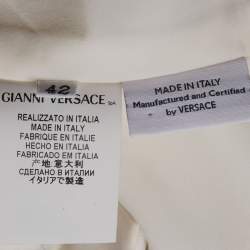 42
GIANNI VERSACE SpA
REALIZZATO IN ITALIA
MADE IN ITALY
FABRIQUE EN ITALIE
HECHO EN ITALIA
FABRICADO EM ITALIA
产地意大利
СДЕЛАНО В ИТАЛИИ
イタリアで製造
MADE IN ITALY
Manufactured and Certified
by VERSACE